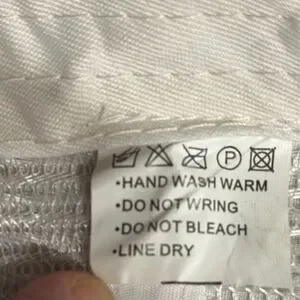 Ⓟ
•HAND WASH WARM
•DO NOT WRING
•DO NOT BLEACH
•LINE DRY